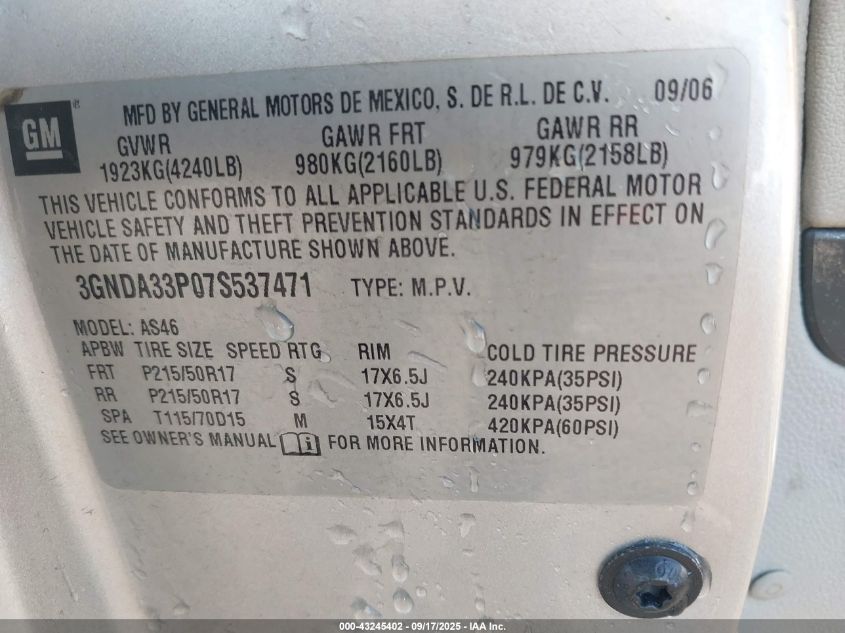 GM
MFD BY GENERAL MOTORS DE MEXICO, S. DE R.L. DE C.V. 09/06
GVWR GAWR FRT GAWR RR
1923KG(4240LB) 980KG(2160LB) 979KG(2158LB)
THIS VEHICLE CONFORMS TO ALL APPLICABLE U.S. FEDERAL MOTOR
VEHICLE SAFETY AND THEFT PREVENTION STANDARDS IN EFFECT ON
THE DATE OF MANUFACTURE SHOWN ABOVE.
3GNDA33P07S537471 TYPE: M.P.V.
MODEL: AS46
APBW TIRE SIZE SPEED RTG RIM COLD TIRE PRESSURE
FRT P215/50R17 S 17X6.5J 240KPA(35PSI)
RR P215/50R17 S 17X6.5J 240KPA(35PSI)
SPA T115/70D15 M 15X4T 420KPA(60PSI)
SEE OWNER'S MANUAL FOR MORE INFORMATION.
000-43245402 - 09/17/2025 - IAA Inc.